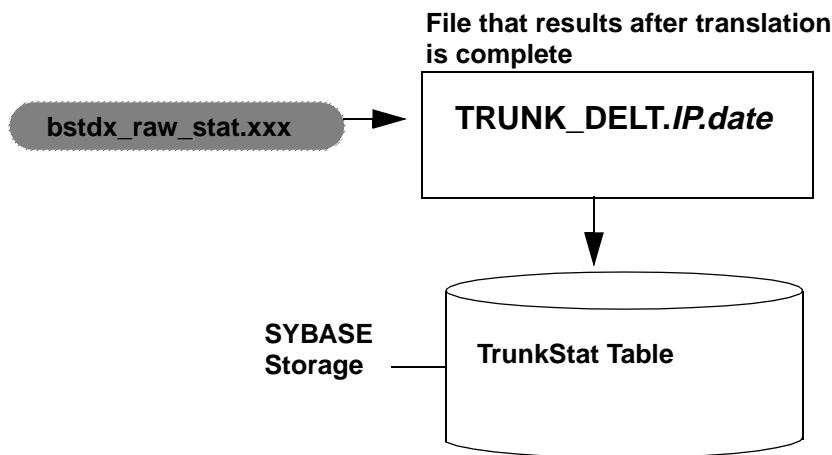 File that results after translation
is complete
bstdx_raw_stat.xxx
TRUNK_DELT.IP.date
SYBASE
Storage
TrunkStat Table